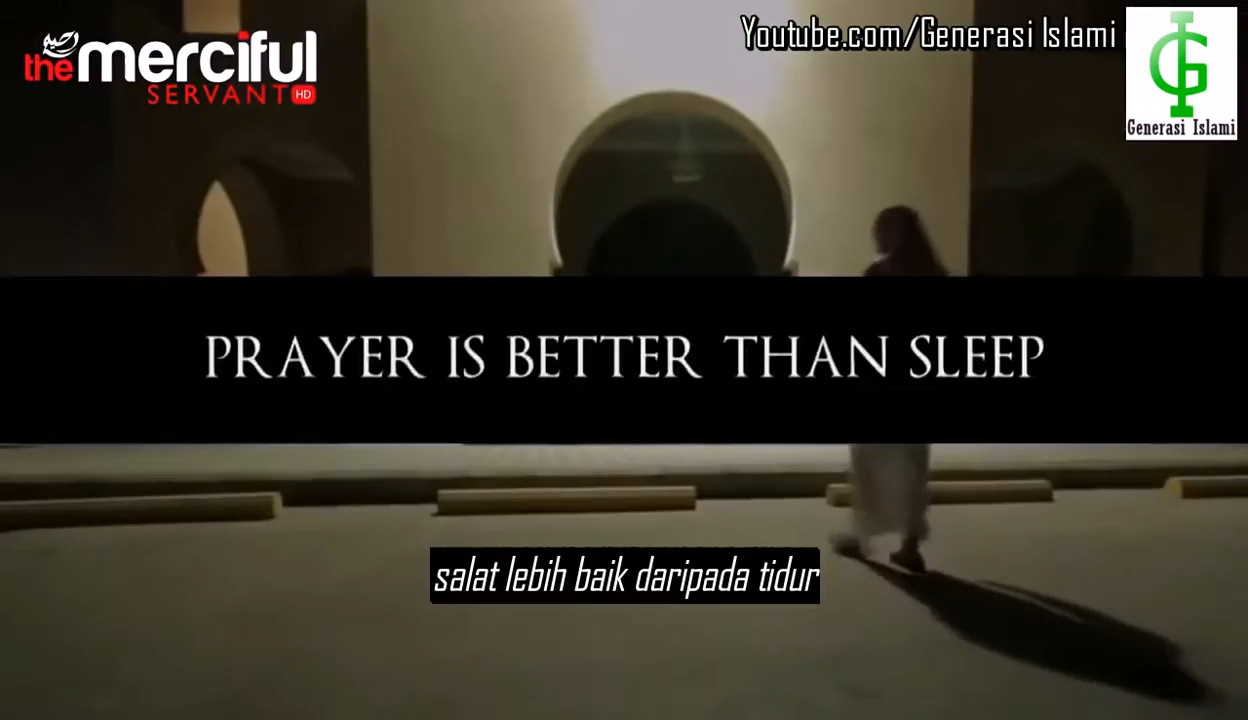 the merciful
SERVANT HD
Youtube.com/Generasi Islami
Generasi Islami
PRAYER IS BETTER THAN SLEEP
salat lebih baik daripada tidur